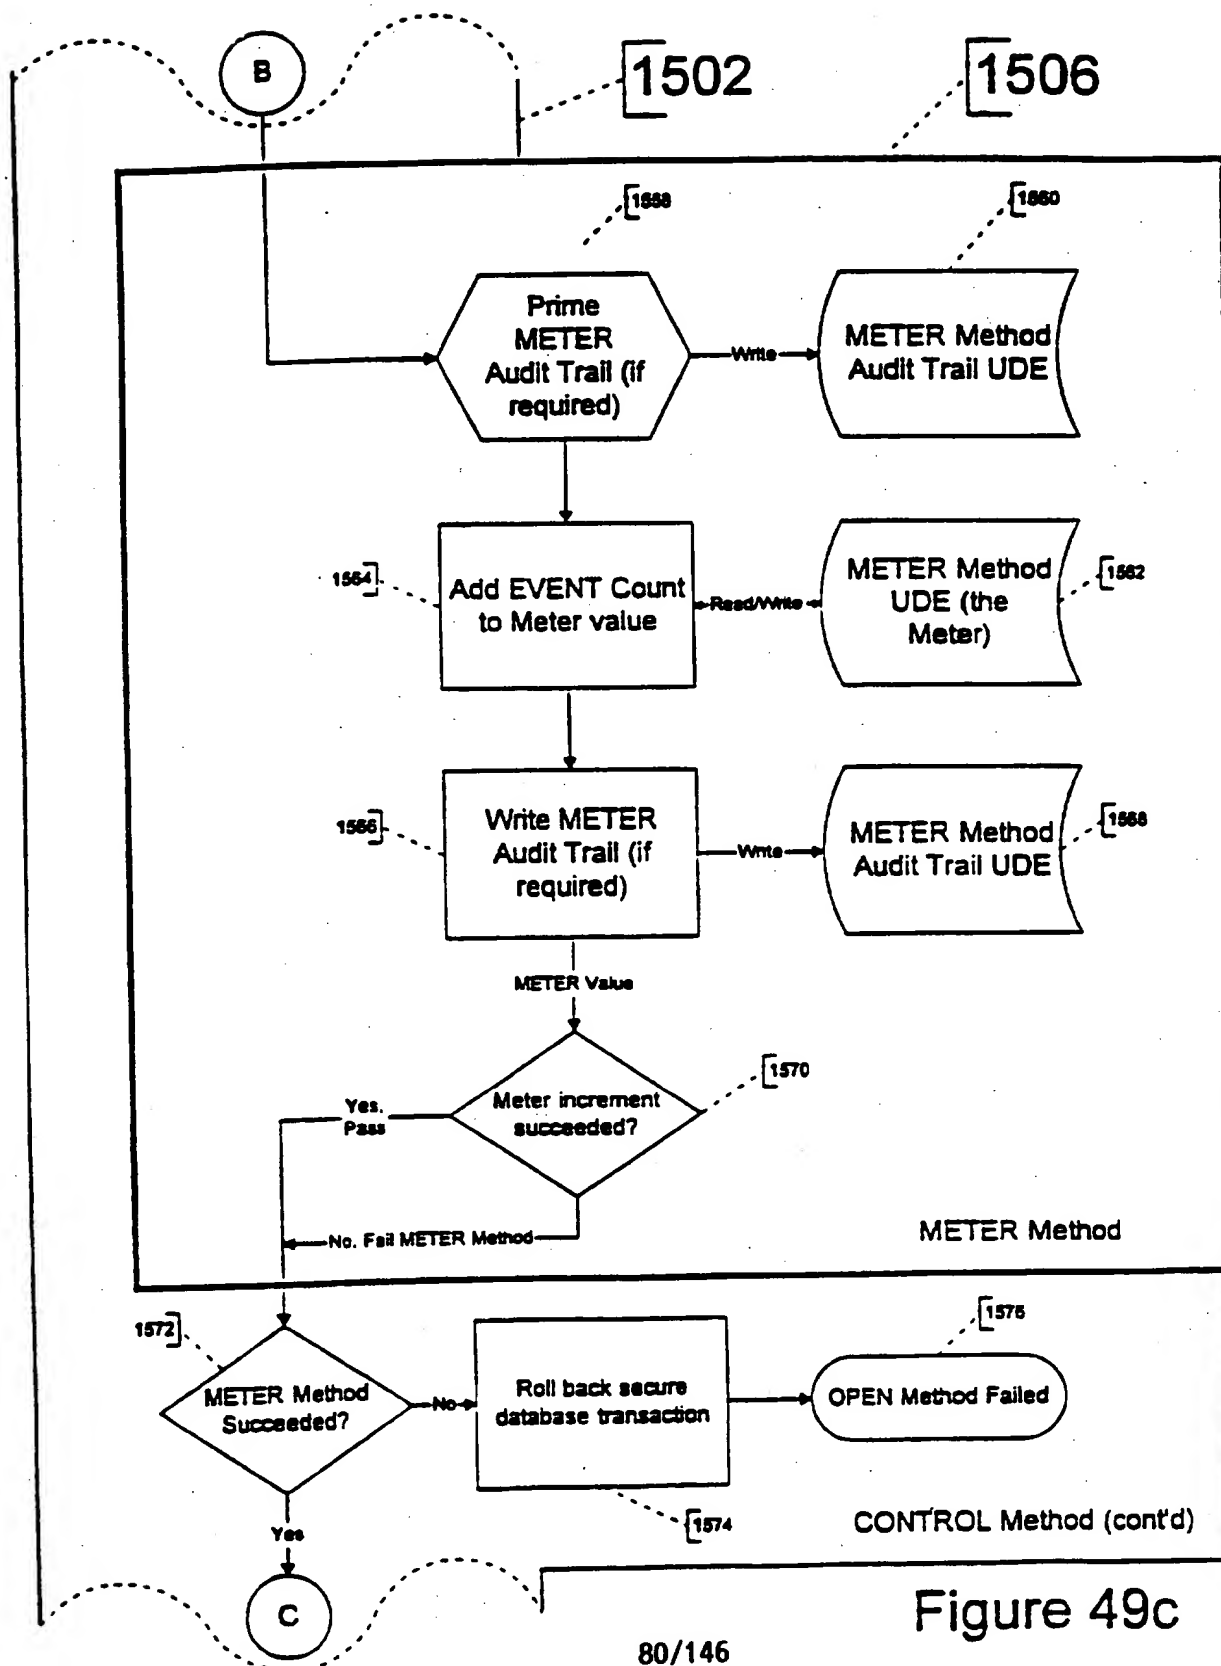 B
1502
1506
1558
1560
Prime
METER
Audit Trail (if
required)
Write
METER Method
Audit Trail UDE
1564
Add EVENT Count
to Meter value
Read/Write
METER Method
UDE (the
Meter)
1562
1566
Write METER
Audit Trail (if
required)
Write
METER Method
Audit Trail UDE
1568
METER Value
1570
Meter increment
succeeded?
Yes.
Pass
No. Fail METER Method
METER Method
1572
METER Method
Succeeded?
No
Roll back secure
database transaction
1576
OPEN Method Failed
1574
Yes
CONTROL Method (cont'd)
C
Figure 49c
80/146